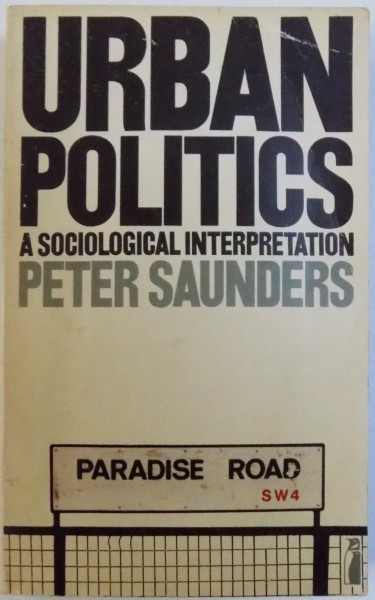 URBAN
POLITICS
A SOCIOLOGICAL INTERPRETATION
PETER SAUNDERS
PARADISE ROAD
SW4